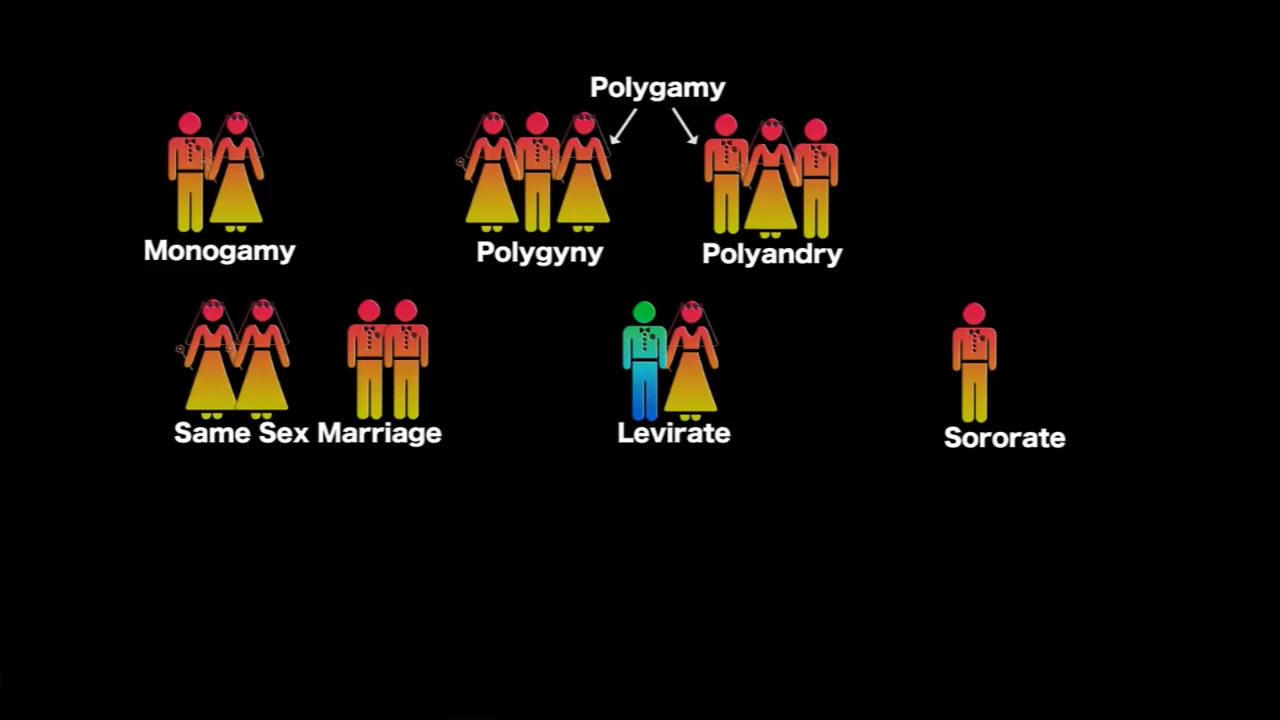 Polygamy
Monogamy
Polygyny
Polyandry
Same Sex Marriage
Levirate
Sororate